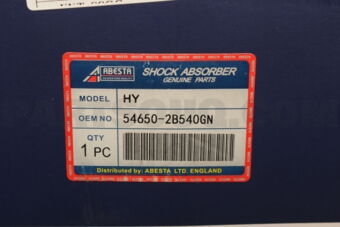 ABESTA
SHOCK ABSORBER
GENUINE PARTS
MODEL HY
OEM NO 54650-2B540GN
QTY
1 PC
Distributed by: ABESTA LTD. ENGLAND